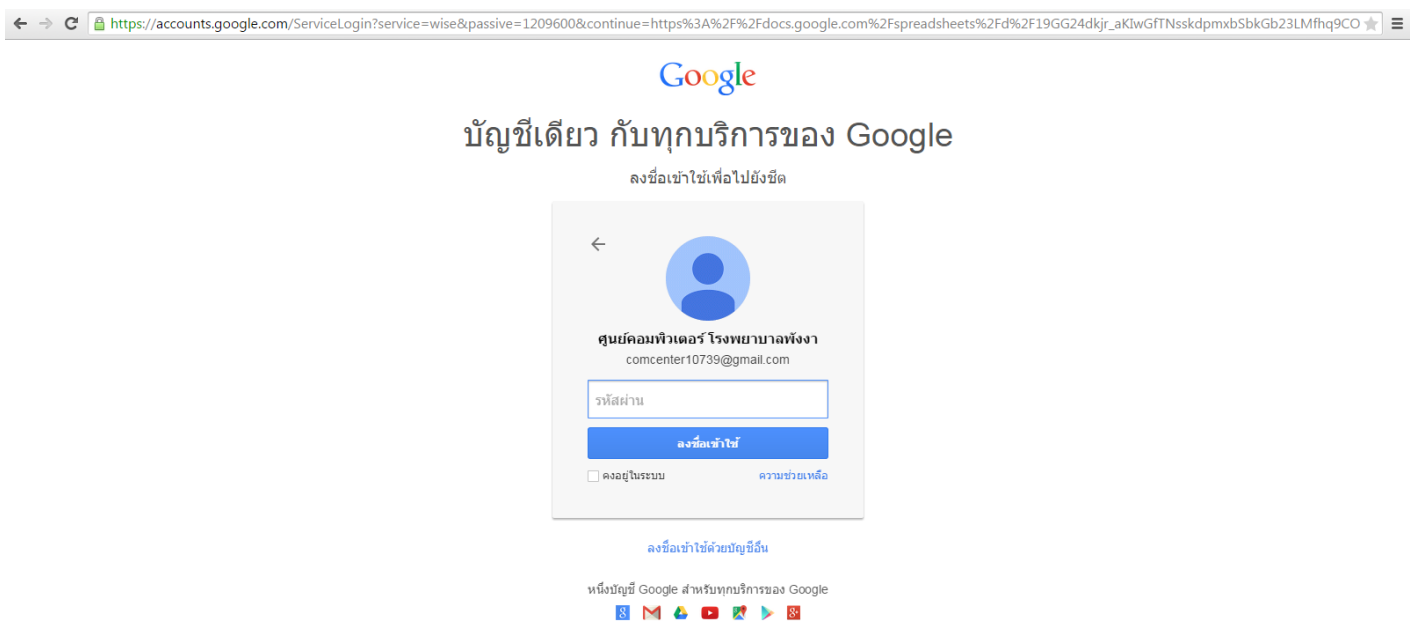 https://accounts.google.com/ServiceLogin?service=wise&passive=1209600&continue=https%3A%2F%2Fdocs.google.com%2Fspreadsheets%2Fd%2F19GG24dkjr_aKIwGfTNsskdpmxbSbkGb23LMfhq9CO
Google
บัญชีเดียว กับทุกบริการของ Google
ลงชื่อเข้าใช้เพื่อไปยังชีต
ศูนย์คอมพิวเตอร์ โรงพยาบาลพังงา
comcenter10739@gmail.com
รหัสผ่าน
ลงชื่อเข้าใช้
คงอยู่ในระบบ ความช่วยเหลือ
ลงชื่อเข้าใช้ด้วยบัญชีอื่น
หนึ่งบัญชี Google สำหรับทุกบริการของ Google